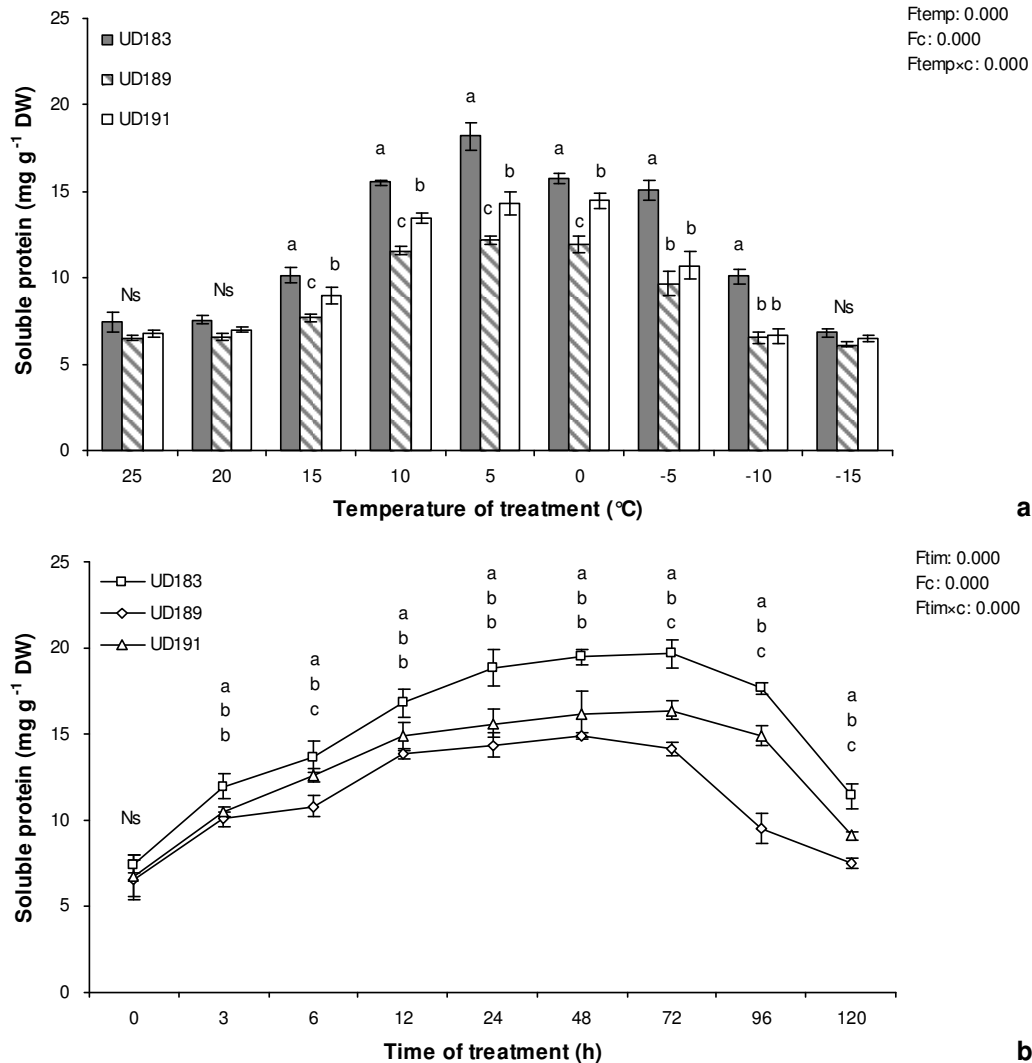 25
20
15
10
5
0
Soluble protein (mg g⁻¹ DW)
UD183
UD189
UD191
Ftemp: 0.000
Fc: 0.000
Ftemp×c: 0.000
Ns
Ns
a c b
a c b
a c b
a c b
a b b
a b b
Ns
25 20 15 10 5 0 -5 -10 -15
Temperature of treatment (°C)
a
25
20
15
10
5
0
Soluble protein (mg g⁻¹ DW)
UD183
UD189
UD191
Ftim: 0.000
Fc: 0.000
Ftim×c: 0.000
Ns
a
b
b
a
b
c
a
b
b
a
b
b
a
b
b
a
b
c
a
b
c
a
b
c
0 3 6 12 24 48 72 96 120
Time of treatment (h)
b